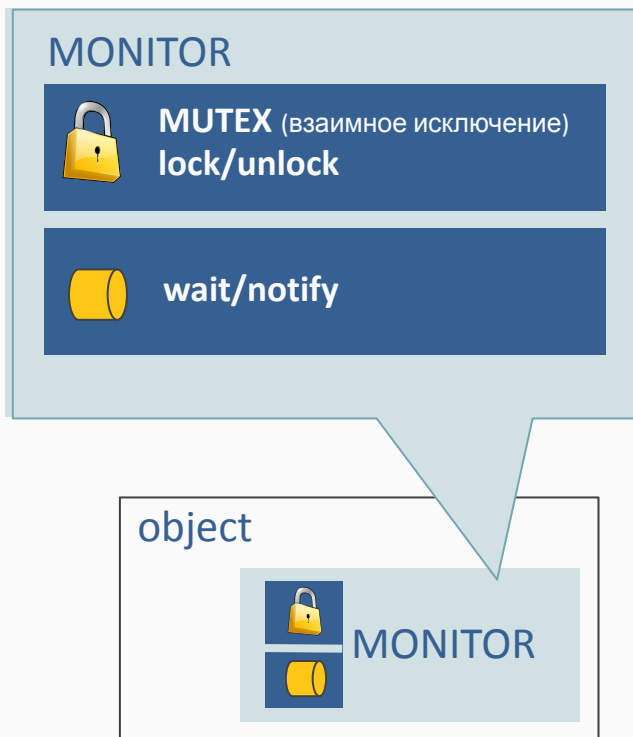 MONITOR
MUTEX (взаимное исключение)
lock/unlock
wait/notify
object
MONITOR